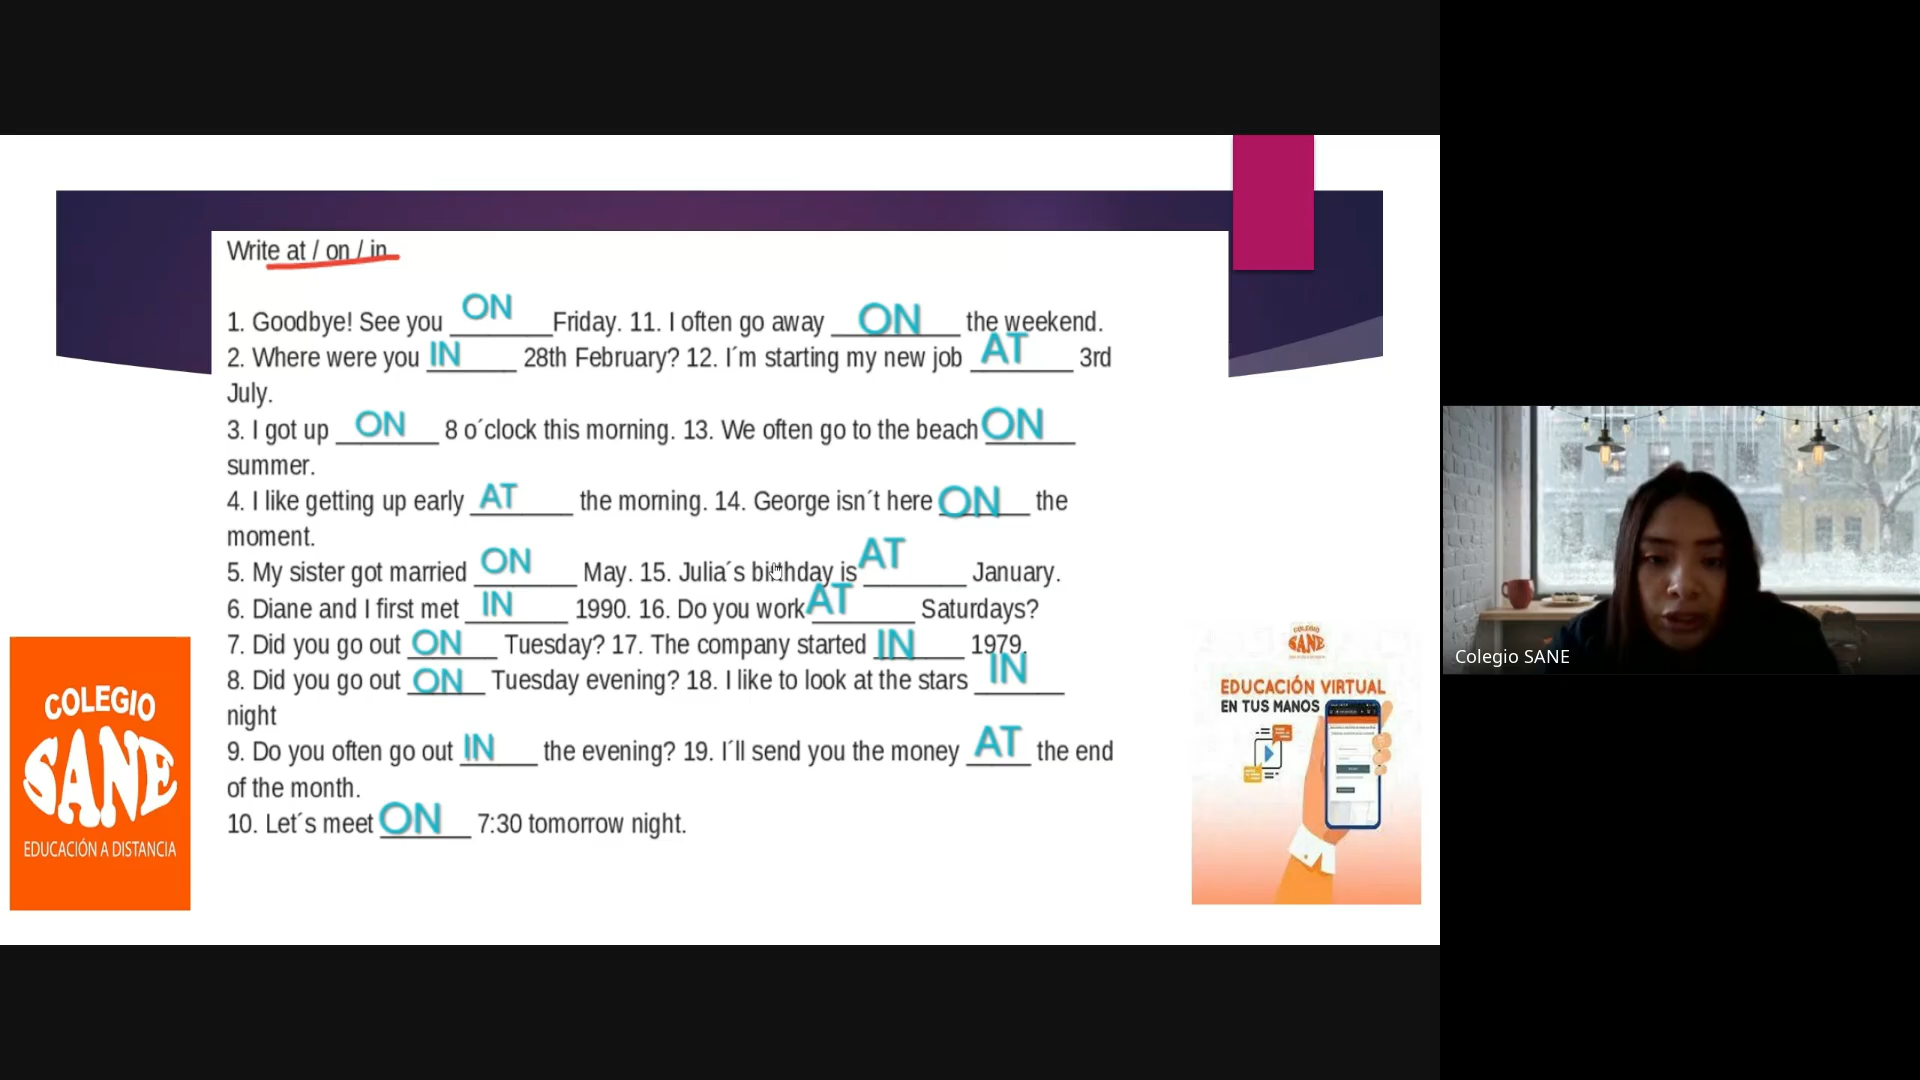 Write at / on / in
1. Goodbye! See you ON Friday. 11. I often go away ON the weekend.
2. Where were you IN 28th February? 12. I´m starting my new job AT 3rd
July.
3. I got up ON 8 o´clock this morning. 13. We often go to the beach ON
summer.
4. I like getting up early AT the morning. 14. George isn´t here ON the
moment.
5. My sister got married ON May. 15. Julia´s birthday is AT January.
6. Diane and I first met IN 1990. 16. Do you work AT Saturdays?
7. Did you go out ON Tuesday? 17. The company started IN 1979.
8. Did you go out ON Tuesday evening? 18. I like to look at the stars IN
night
9. Do you often go out IN the evening? 19. I´ll send you the money AT the end
of the month.
10. Let´s meet ON 7:30 tomorrow night.
COLEGIO
SANE
EDUCACIÓN A DISTANCIA
COLEGIO
SANE
EDUCACIÓN VIRTUAL
EN TUS MANOS
Colegio SANE